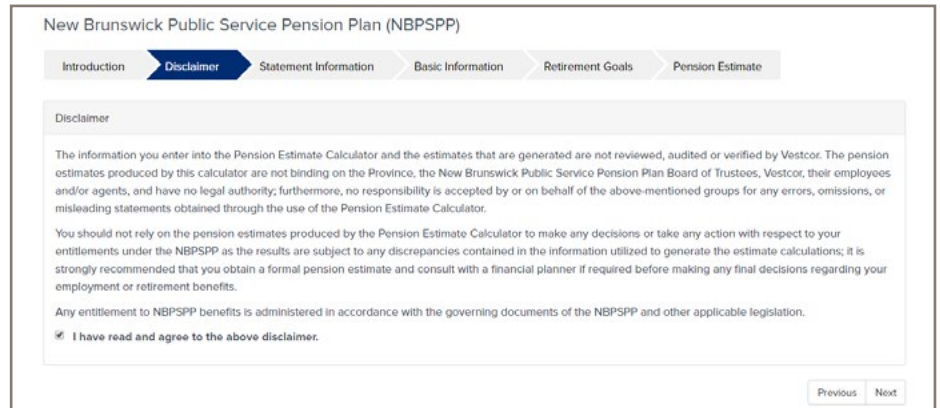 New Brunswick Public Service Pension Plan (NBPSPP)
Introduction Disclaimer Statement Information Basic Information Retirement Goals Pension Estimate
Disclaimer
The information you enter into the Pension Estimate Calculator and the estimates that are generated are not reviewed, audited or verified by Vestcor. The pension
estimates produced by this calculator are not binding on the Province, the New Brunswick Public Service Pension Plan Board of Trustees, Vestcor, their employees
and/or agents, and have no legal authority; furthermore, no responsibility is accepted by or on behalf of the above-mentioned groups for any errors, omissions, or
misleading statements obtained through the use of the Pension Estimate Calculator.
You should not rely on the pension estimates produced by the Pension Estimate Calculator to make any decisions or take any action with respect to your
entitlements under the NBPSPP as the results are subject to any discrepancies contained in the information utilized to generate the estimate calculations; it is
strongly recommended that you obtain a formal pension estimate and consult with a financial planner if required before making any final decisions regarding your
employment or retirement benefits.
Any entitlement to NBPSPP benefits is administered in accordance with the governing documents of the NBPSPP and other applicable legislation.
I have read and agree to the above disclaimer.
Previous Next